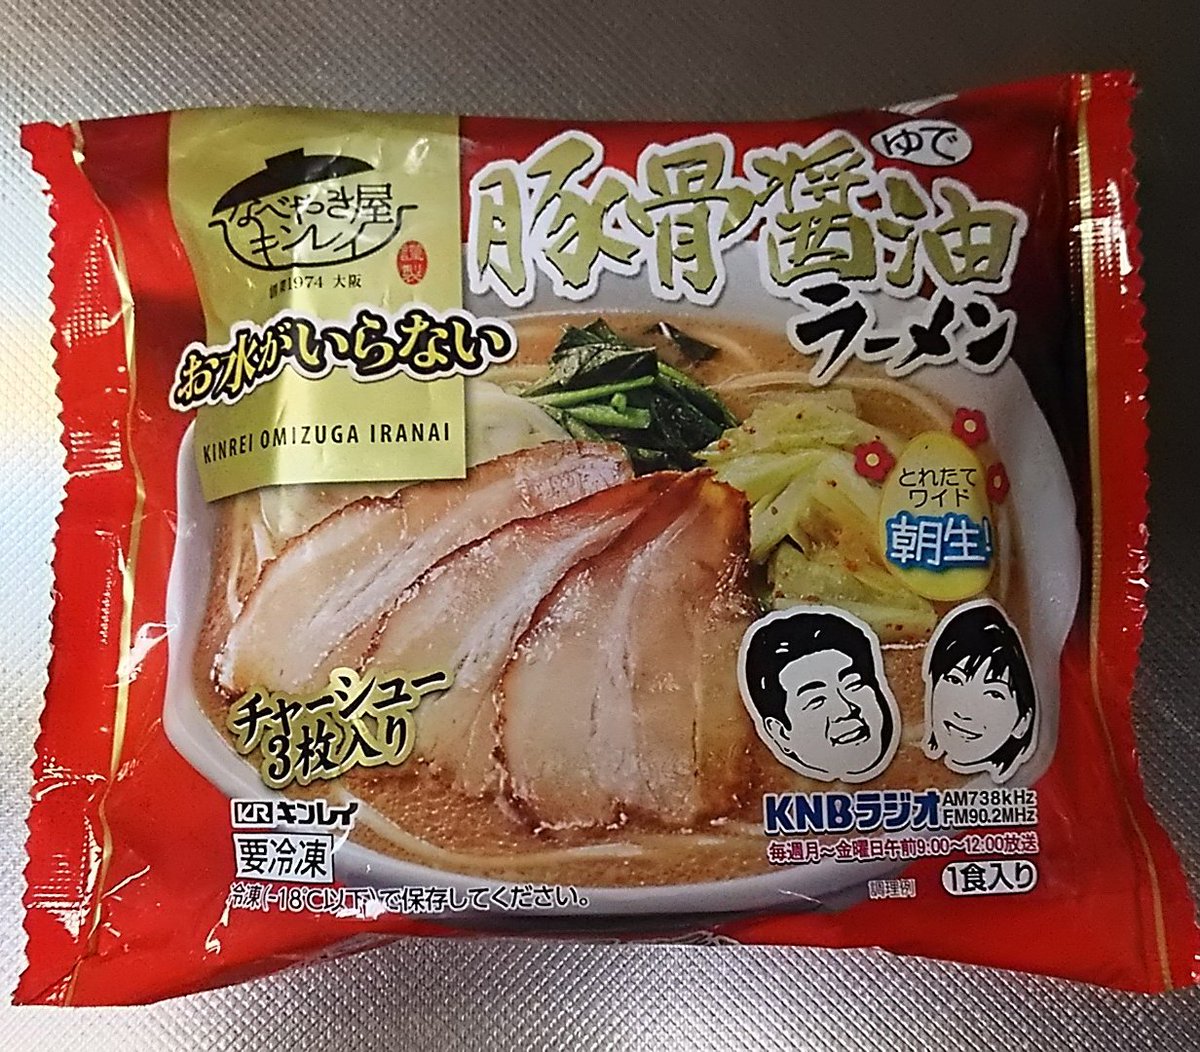 なべやき屋
キンレイ
謹製
創業1974 大阪
お水がいらない
KINREI OMIZUGA IRANAI
ゆで
豚骨醤油
ラーメン
とれたて
ワイド
朝生!
チャーシュー
3枚入り
KR キンレイ
要冷凍
冷凍(-18℃以下)で保存してください。
KNBラジオ AM738kHz
FM90.2MHz
毎週月～金曜日午前9:00～12:00放送
調理例
1食入り